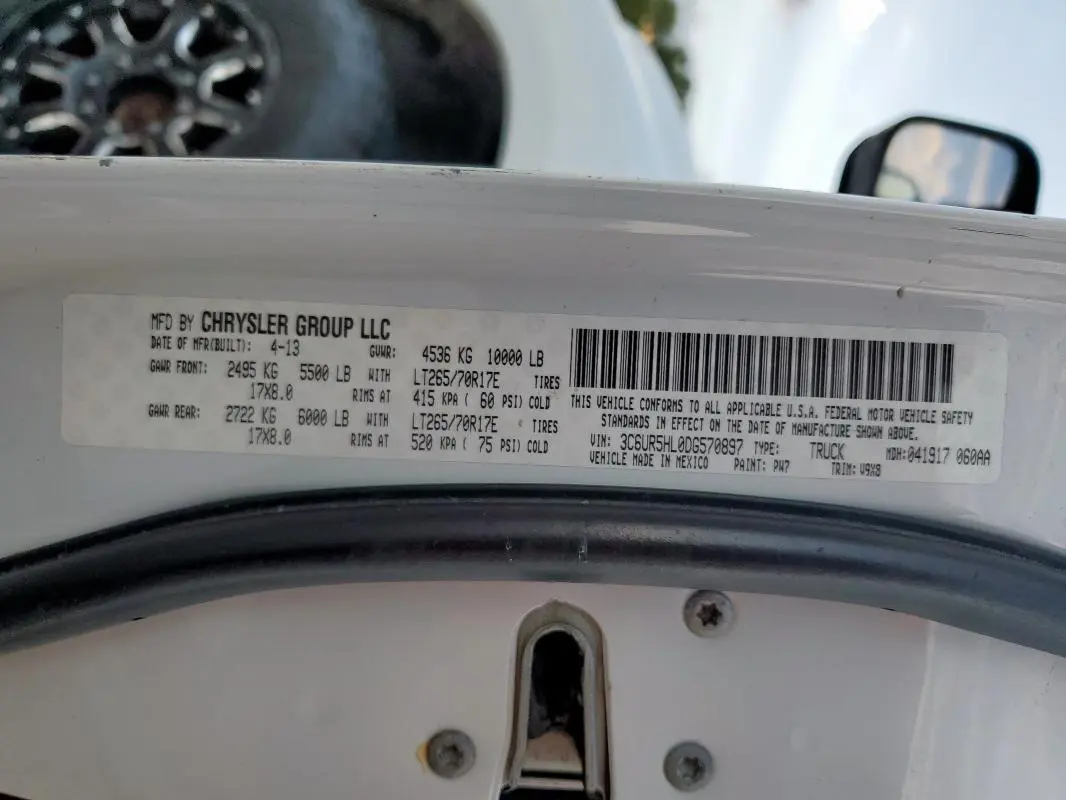 MFD BY CHRYSLER GROUP LLC
DATE OF MFR(BUILT): 4-13 GVWR: 4536 KG 10000 LB
GAWR FRONT: 2495 KG 5500 LB WITH LT265/70R17E TIRES
17X8.0 RIMS AT 415 KPA ( 60 PSI) COLD
GAWR REAR: 2722 KG 6000 LB WITH LT265/70R17E TIRES
17X8.0 RIMS AT 520 KPA ( 75 PSI) COLD
THIS VEHICLE CONFORMS TO ALL APPLICABLE U.S.A. FEDERAL MOTOR VEHICLE SAFETY
STANDARDS IN EFFECT ON THE DATE OF MANUFACTURE SHOWN ABOVE.
VIN: 3C6UR5HL0DG570897 TYPE: TRUCK MDH:041917 060AA
VEHICLE MADE IN MEXICO PAINT: PW7 TRIM: V9X8